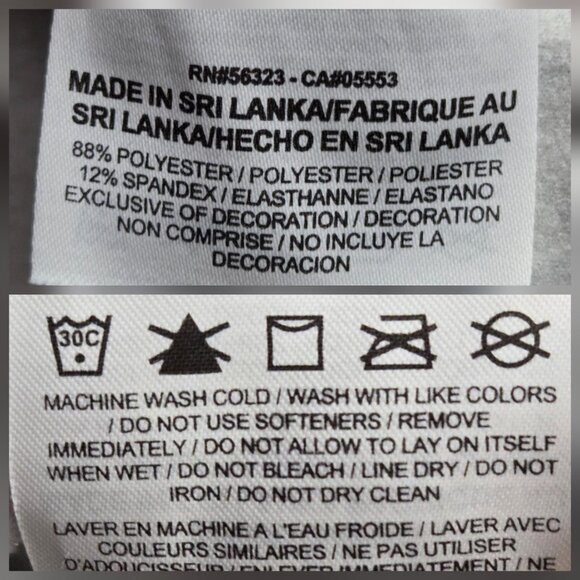 RN#56323 - CA#05553
MADE IN SRI LANKA/FABRIQUE AU
SRI LANKA/HECHO EN SRI LANKA
88% POLYESTER / POLYESTER / POLIESTER
12% SPANDEX / ELASTHANNE / ELASTANO
EXCLUSIVE OF DECORATION / DECORATION
NON COMPRISE / NO INCLUYE LA
DECORACION
30C
MACHINE WASH COLD / WASH WITH LIKE COLORS
/ DO NOT USE SOFTENERS / REMOVE
IMMEDIATELY / DO NOT ALLOW TO LAY ON ITSELF
WHEN WET / DO NOT BLEACH / LINE DRY / DO NOT
IRON / DO NOT DRY CLEAN
LAVER EN MACHINE A L'EAU FROIDE / LAVER AVEC
COULEURS SIMILAIRES / NE PAS UTILISER
D'ADOUCISSEUR / ENLEVER IMMEDIATEMENT / NE